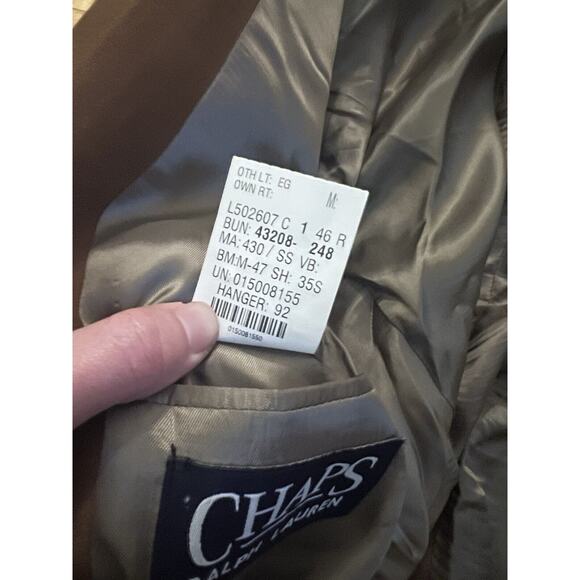 OTH LT: EG
OWN RT: M:
L502607 C 1 46 R
BUN: 43208- 248
MA: 430 / SS VB:
BM:M-47 SH: 35S
UN: 015008155
HANGER: 92
0150081550
CHAPS
RALPH LAUREN